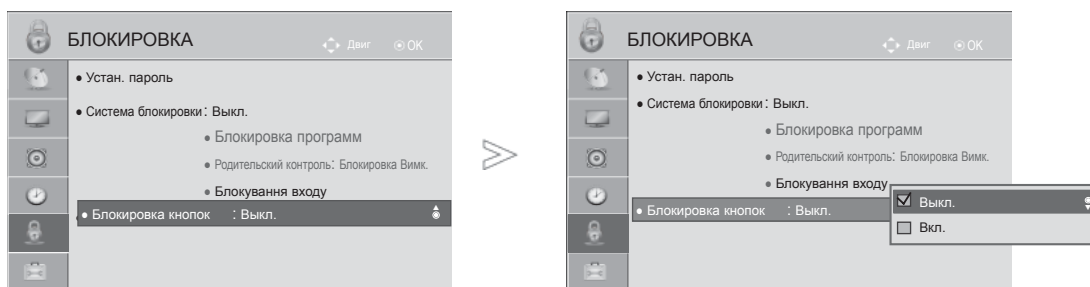 БЛОКИРОВКА Двиг OK
• Устан. пароль
• Система блокировки : Выкл.
• Блокировка программ
• Родительский контроль: Блокировка Вимк.
• Блокування входу
• Блокировка кнопок : Выкл.
БЛОКИРОВКА Двиг OK
• Устан. пароль
• Система блокировки : Выкл.
• Блокировка программ
• Родительский контроль: Блокировка Вимк.
• Блокування входу
• Блокировка кнопок : Выкл.
Выкл.
Вкл.